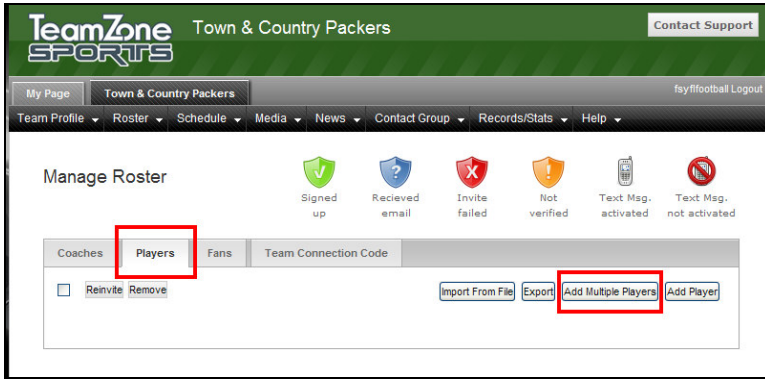 TeamZone Town & Country Packers Contact Support
SPORTS
My Page Town & Country Packers fsyflfootball Logout
Team Profile Roster Schedule Media News Contact Group Records/Stats Help
Manage Roster
Signed up
Recieved email
Invite failed
Not verified
Text Msg. activated
Text Msg. not activated
Coaches Players Fans Team Connection Code
Reinvite Remove Import From File Export Add Multiple Players Add Player